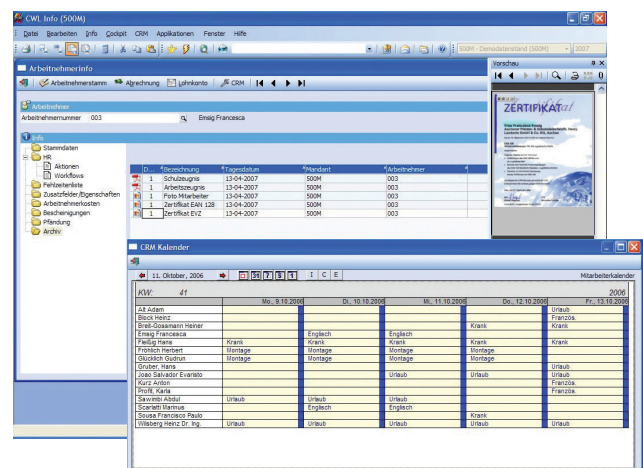 CWL Info (500M)
Datei Bearbeiten Info Cockpit CRM Applikationen Fenster Hilfe
500M - Demodatenstand (500M) 2007
Arbeitnehmerinfo
Vorschau
Arbeitnehmerstamm Abrechnung Lohnkonto CRM
Arbeitnehmer
Arbeitnehmernummer 003 Emsig Francesca
ZERTIFIKAT
Info
Stammdaten
HR
Aktionen
Workflows
Fehlzeitenliste
Zusatzfelder/Eigenschaften
Arbeitnehmerkosten
Bescheinigungen
Pfändung
Archiv
D... Bezeichnung Tagesdatum Mandant Arbeitnehmer
1 Schulzeugnis 13-04-2007 500M 003
1 Arbeitszeugnis 13-04-2007 500M 003
1 Foto Mitarbeiter 13-04-2007 500M 003
1 Zertifikat EAN 128 13-04-2007 500M 003
1 Zertifikat EVZ 13-04-2007 500M 003
CRM Kalender
11. Oktober, 2006 31 7 5 1 I C E Mitarbeiterkalender
KW: 41 2006
Mo., 9.10.2006 Di., 10.10.2006 Mi., 11.10.2006 Do., 12.10.2006 Fr., 13.10.2006
Alt Adam Urlaub
Block Heinz Französ.
Breit-Gossmann Heiner Krank Krank
Emsig Francesca Englisch Englisch
Fleißig Hans Krank Krank Krank Krank Krank
Fröhlich Herbert Montage Montage Montage Montage
Glücklich Gudrun Montage Montage Montage Montage
Gruber, Hans Urlaub
Joao Salvador Evaristo Urlaub Urlaub Urlaub
Kurz Anton Französ.
Profit, Karla Französ.
Sawimbi Abdul Urlaub Urlaub
Scarlatti Marinus Englisch Englisch
Sousa Francisco Paulo Krank
Wilsberg Heinz Dr. Ing. Urlaub Urlaub Urlaub Urlaub Urlaub